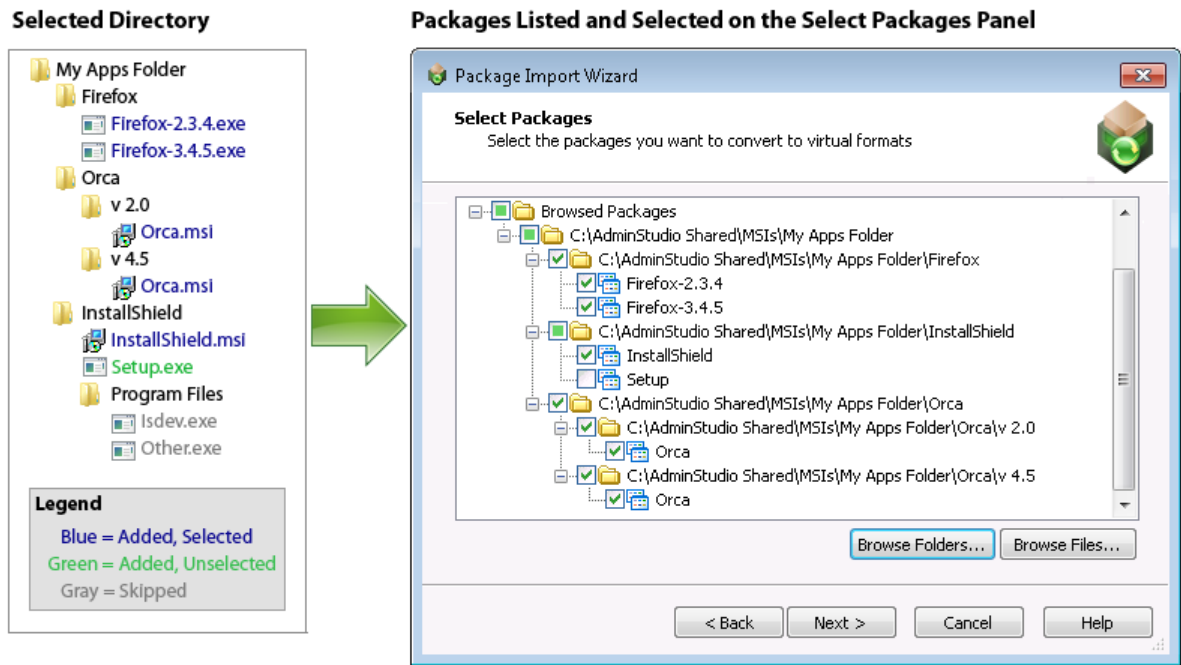 Selected Directory
My Apps Folder
Firefox
Firefox-2.3.4.exe
Firefox-3.4.5.exe
Orca
v 2.0
Orca.msi
v 4.5
Orca.msi
InstallShield
InstallShield.msi
Setup.exe
Program Files
Isdev.exe
Other.exe
Legend
Blue = Added, Selected
Green = Added, Unselected
Gray = Skipped
Packages Listed and Selected on the Select Packages Panel
Package Import Wizard
Select Packages
Select the packages you want to convert to virtual formats
Browsed Packages
C:\AdminStudio Shared\MSIs\My Apps Folder
C:\AdminStudio Shared\MSIs\My Apps Folder\Firefox
Firefox-2.3.4
Firefox-3.4.5
C:\AdminStudio Shared\MSIs\My Apps Folder\InstallShield
InstallShield
Setup
C:\AdminStudio Shared\MSIs\My Apps Folder\Orca
C:\AdminStudio Shared\MSIs\My Apps Folder\Orca\v 2.0
Orca
C:\AdminStudio Shared\MSIs\My Apps Folder\Orca\v 4.5
Orca
Browse Folders... Browse Files...
< Back Next > Cancel Help